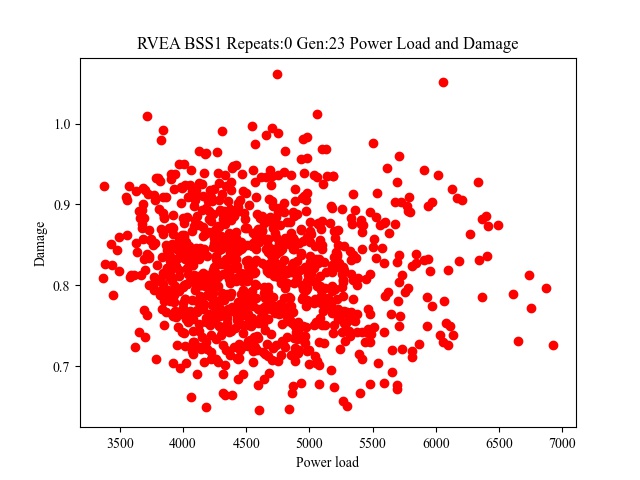 RVEA BSS1 Repeats:0 Gen:23 Power Load and Damage
1.0
0.9
0.8
0.7
Damage
3500 4000 4500 5000 5500 6000 6500 7000
Power load